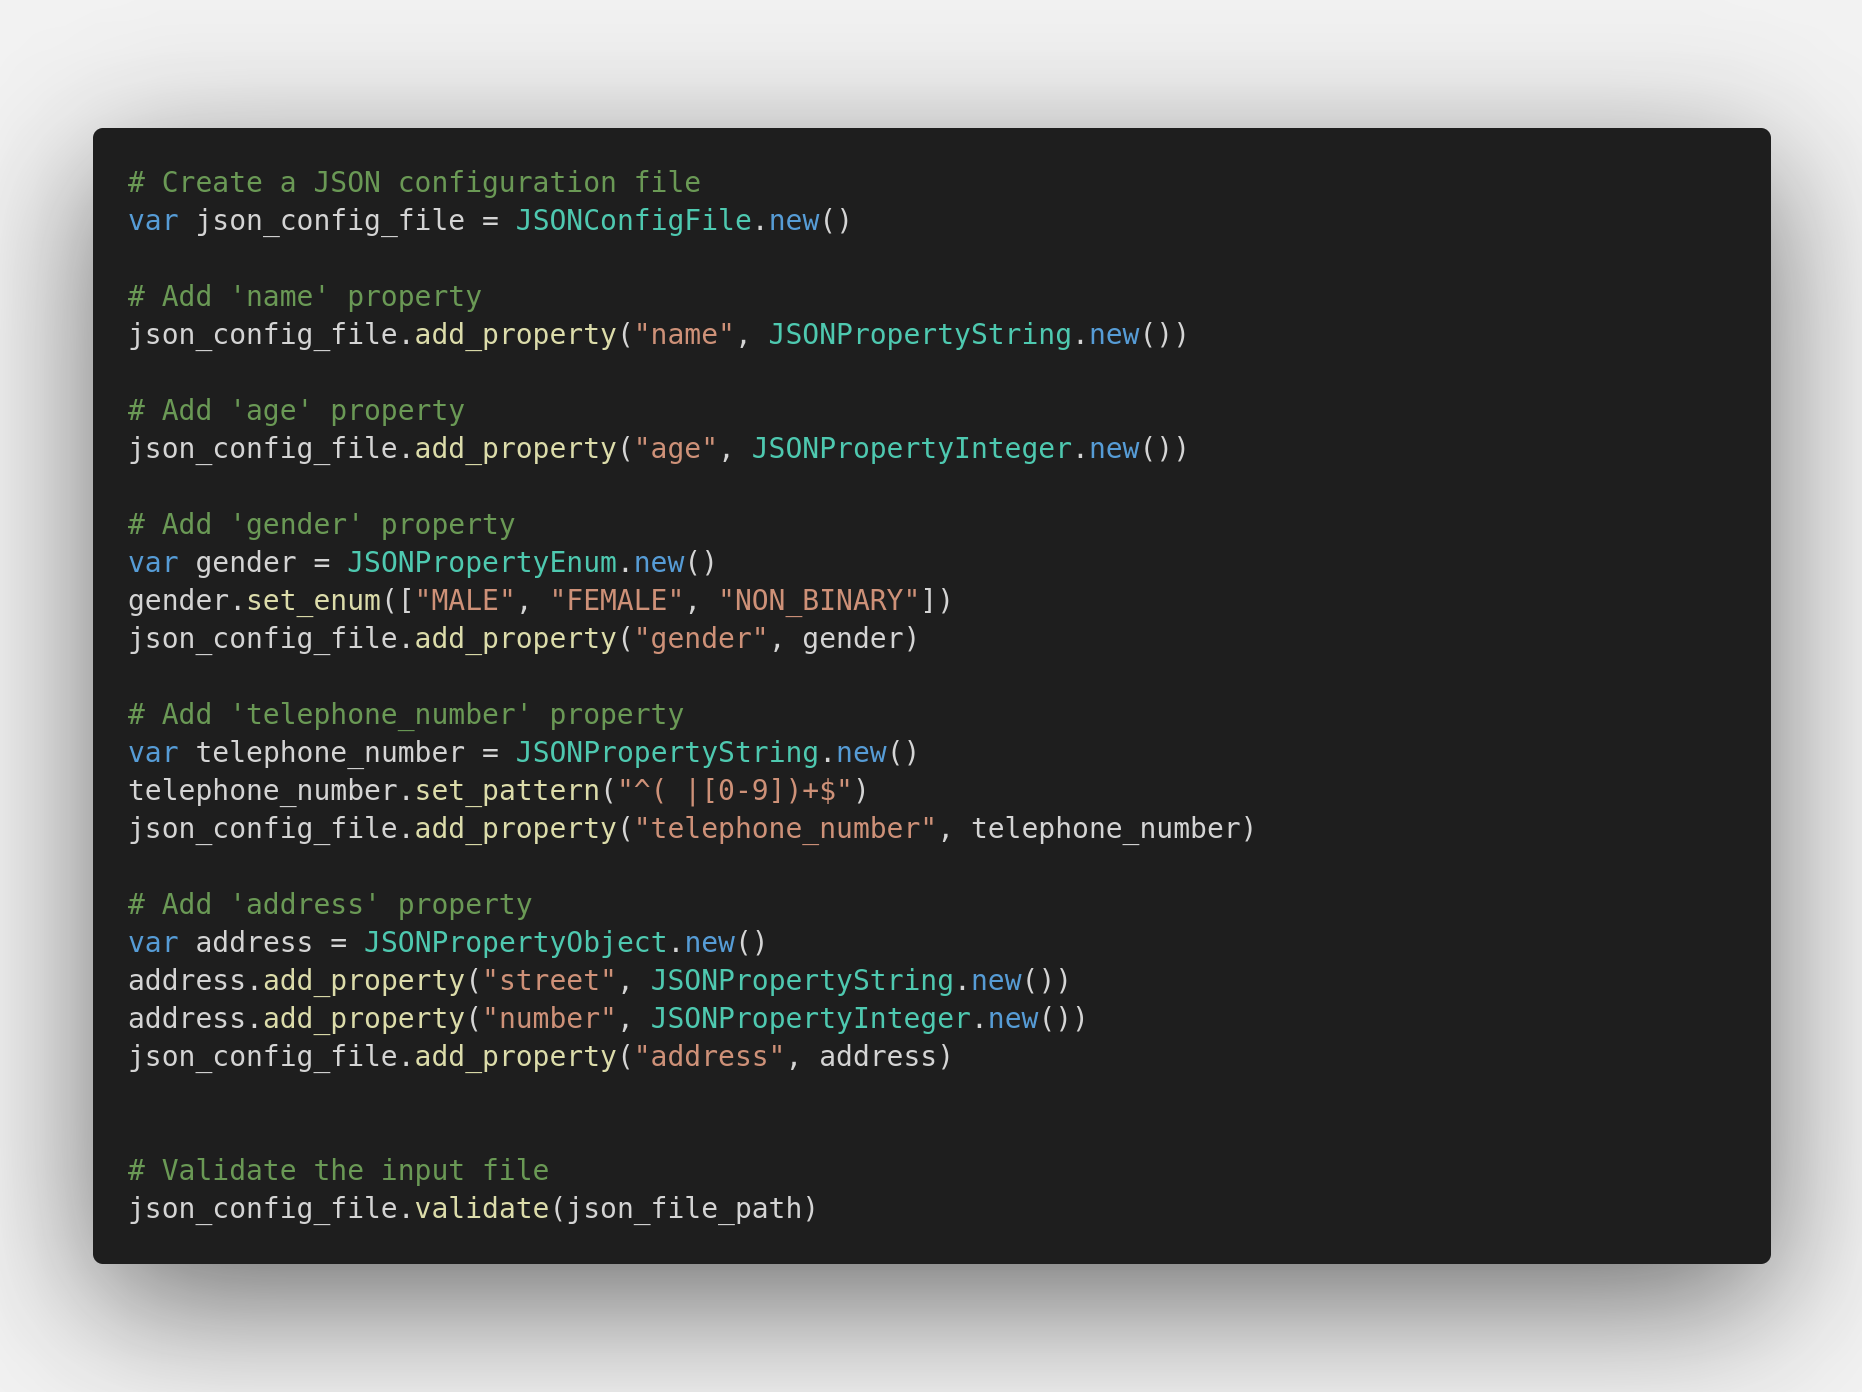 # Create a JSON configuration file
var json_config_file = JSONConfigFile.new()

# Add 'name' property
json_config_file.add_property("name", JSONPropertyString.new())

# Add 'age' property
json_config_file.add_property("age", JSONPropertyInteger.new())

# Add 'gender' property
var gender = JSONPropertyEnum.new()
gender.set_enum(["MALE", "FEMALE", "NON_BINARY"])
json_config_file.add_property("gender", gender)

# Add 'telephone_number' property
var telephone_number = JSONPropertyString.new()
telephone_number.set_pattern("^( |[0-9])+$")
json_config_file.add_property("telephone_number", telephone_number)

# Add 'address' property
var address = JSONPropertyObject.new()
address.add_property("street", JSONPropertyString.new())
address.add_property("number", JSONPropertyInteger.new())
json_config_file.add_property("address", address)


# Validate the input file
json_config_file.validate(json_file_path)